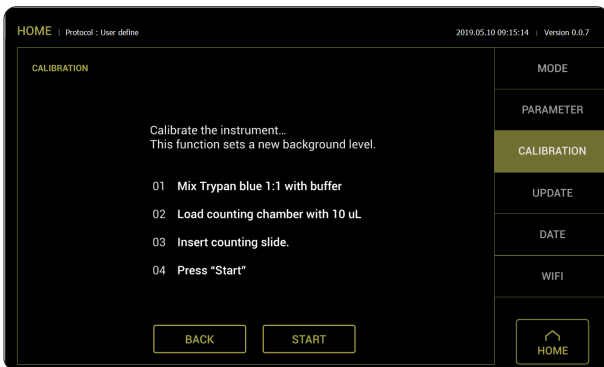 HOME | Protocol : User define
2019.05.10 09:15:14 | Version 0.0.7
CALIBRATION
Calibrate the instrument...
This function sets a new background level.
01 Mix Trypan blue 1:1 with buffer
02 Load counting chamber with 10 uL
03 Insert counting slide.
04 Press “Start”
BACK
START
MODE
PARAMETER
CALIBRATION
UPDATE
DATE
WIFI
HOME